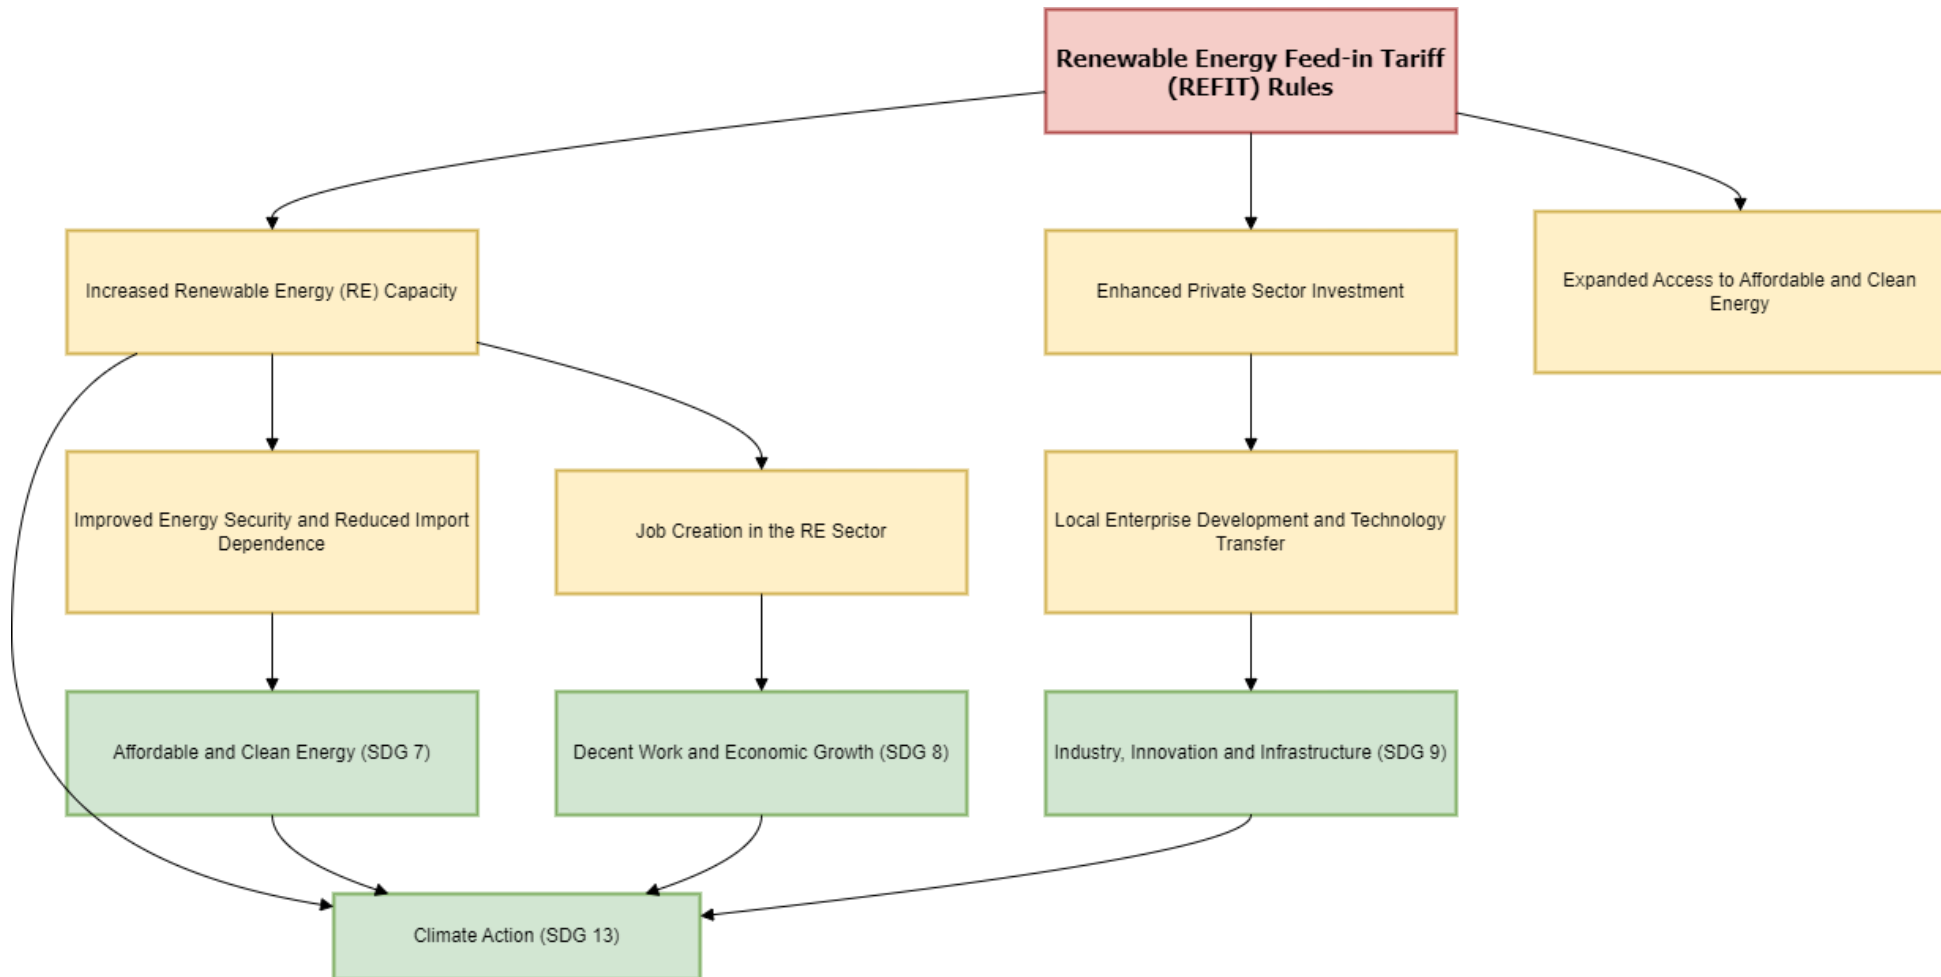 Renewable Energy Feed-in Tariff
(REFIT) Rules
Increased Renewable Energy (RE) Capacity
Enhanced Private Sector Investment
Expanded Access to Affordable and Clean
Energy
Improved Energy Security and Reduced Import
Dependence
Job Creation in the RE Sector
Local Enterprise Development and Technology
Transfer
Affordable and Clean Energy (SDG 7)
Decent Work and Economic Growth (SDG 8)
Industry, Innovation and Infrastructure (SDG 9)
Climate Action (SDG 13)